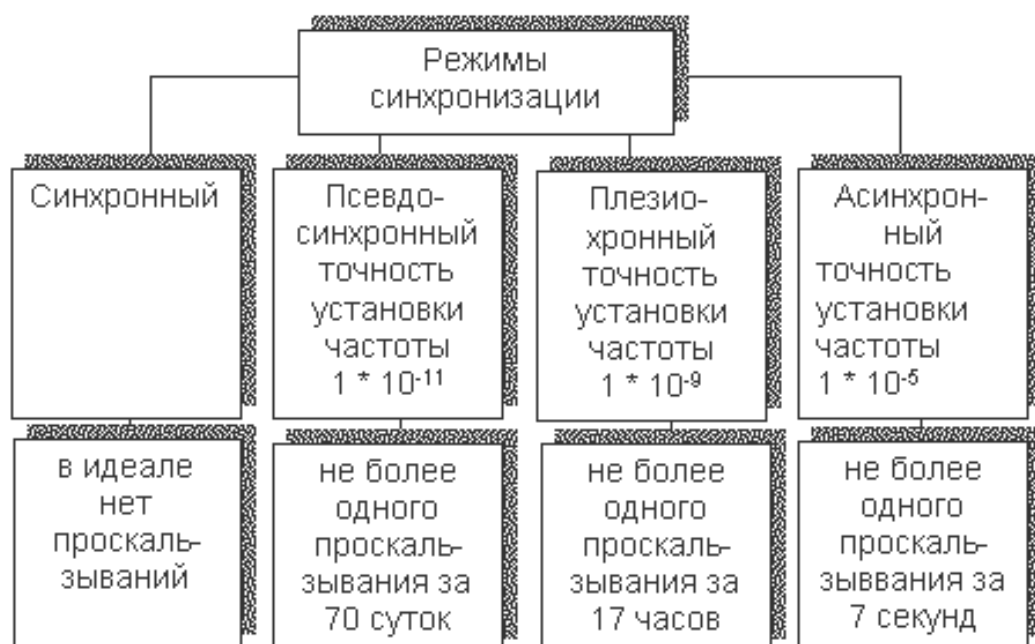 Режимы
синхронизации
Синхронный
Псевдо-
синхронный
точность
установки
частоты
1 * 10⁻¹¹
Плезио-
хронный
точность
установки
частоты
1 * 10⁻⁹
Асинхрон-
ный
точность
установки
частоты
1 * 10⁻⁵
в идеале
нет
проскаль-
зываний
не более
одного
проскаль-
зывания за
70 суток
не более
одного
проскаль-
зывания за
17 часов
не более
одного
проскаль-
зыввания за
7 секунд